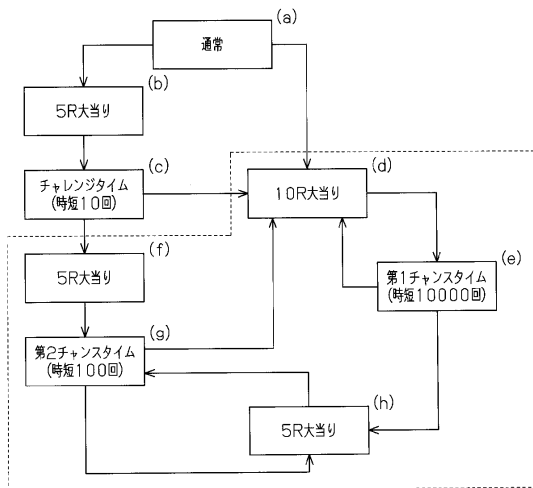 (a)
通常
(b)
5R大当り
(c)
チャレンジタイム
(時短10回)
(d)
10R大当り
(e)
第1チャンスタイム
(時短10000回)
(f)
5R大当り
(g)
第2チャンスタイム
(時短100回)
(h)
5R大当り